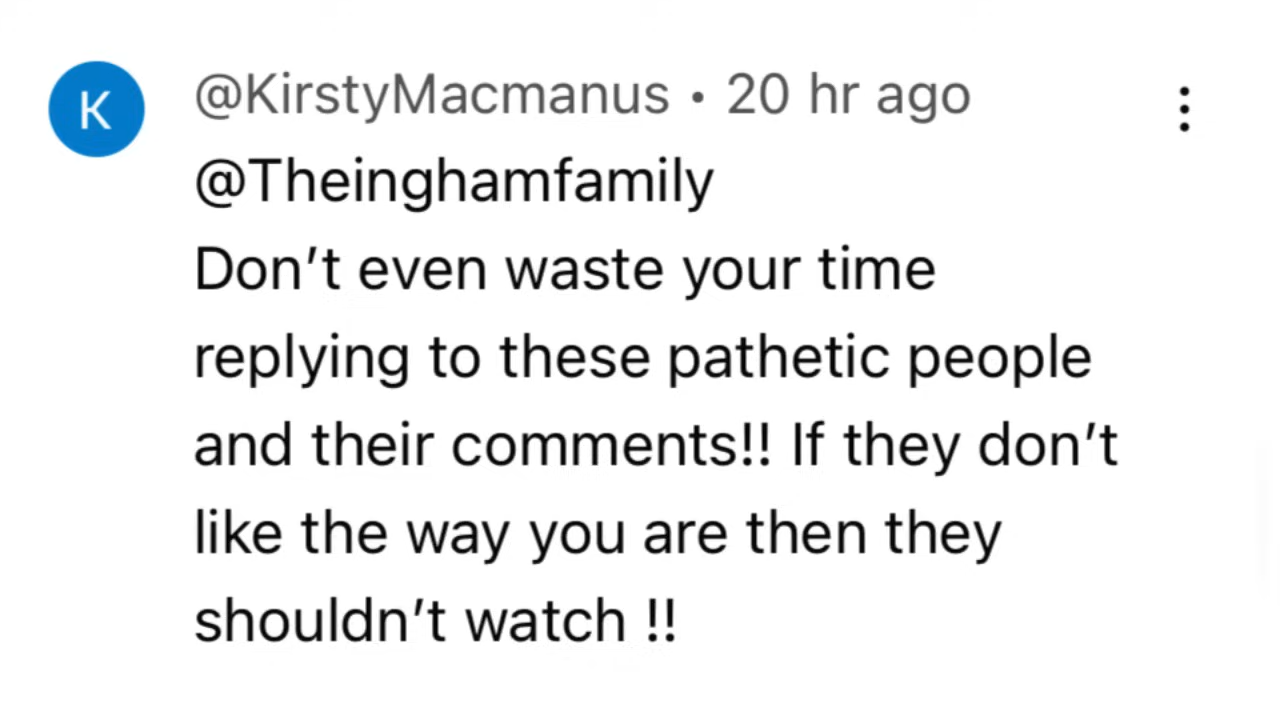 K
@KirstyMacmanus • 20 hr ago
@Theinghamfamily
Don’t even waste your time
replying to these pathetic people
and their comments!! If they don’t
like the way you are then they
shouldn’t watch !!